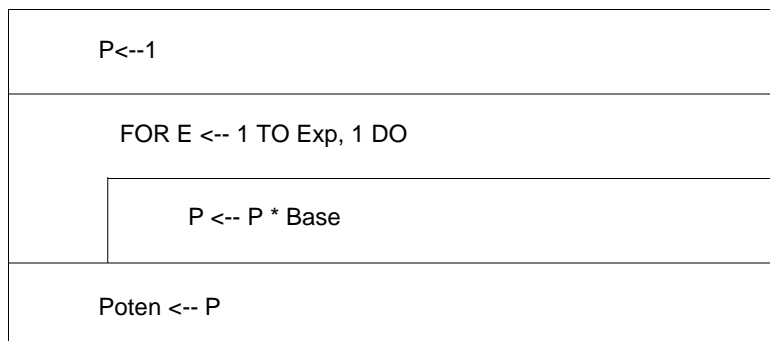 P<--1
FOR E <-- 1 TO Exp, 1 DO
P <-- P * Base
Poten <-- P